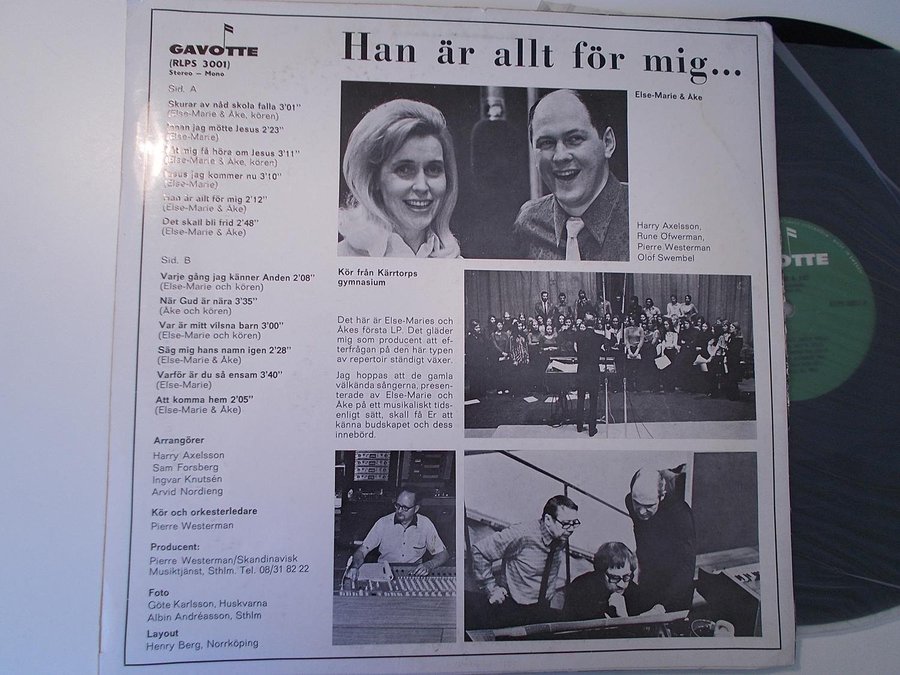 GAVOTTE
(RLPS 3001)
Stereo — Mono
Han är allt för mig...
Sid. A
Skurar av nåd skola falla 3'01"
(Else-Marie & Åke, kören)
Innan jag mötte Jesus 2'23"
(Else-Marie)
Låt mig få höra om Jesus 3'11"
(Else-Marie & Åke, kören)
Jesus jag kommer nu 3'10"
(Else-Marie)
Han är allt för mig 2'12"
(Else-Marie & Åke)
Det skall bli frid 2'48"
(Else-Marie & Åke)
Sid. B
Varje gång jag känner Anden 2'08"
(Else-Marie och kören)
När Gud är nära 3'35"
(Åke och kören)
Var är mitt vilsna barn 3'00"
(Else-Marie och kören)
Säg mig hans namn igen 2'28"
(Else-Marie & Åke)
Varför är du så ensam 3'40"
(Else-Marie)
Att komma hem 2'05"
(Else-Marie & Åke)
Arrangörer
Harry Axelsson
Sam Forsberg
Ingvar Knutsén
Arvid Nordieng
Kör och orkesterledare
Pierre Westerman
Producent:
Pierre Westerman/Skandinavisk
Musiktjänst, Sthlm. Tel. 08/31 82 22
Foto
Göte Karlsson, Huskvarna
Albin Andréasson, Sthlm
Layout
Henry Berg, Norrköping
Else-Marie & Åke
Harry Axelsson,
Rune Öfwerman,
Pierre Westerman
Olof Swembel
Kör från Kärrtorps
gymnasium
Det här är Else-Maries och
Åkes första LP. Det gläder
mig som producent att ef-
terfrågan på den här typen
av repertoir ständigt växer.
Jag hoppas att de gamla
välkända sångerna, presen-
terade av Else-Marie och
Åke på ett musikaliskt tids-
enligt sätt, skall få Er att
känna budskapet och dess
innebörd.
OTTE